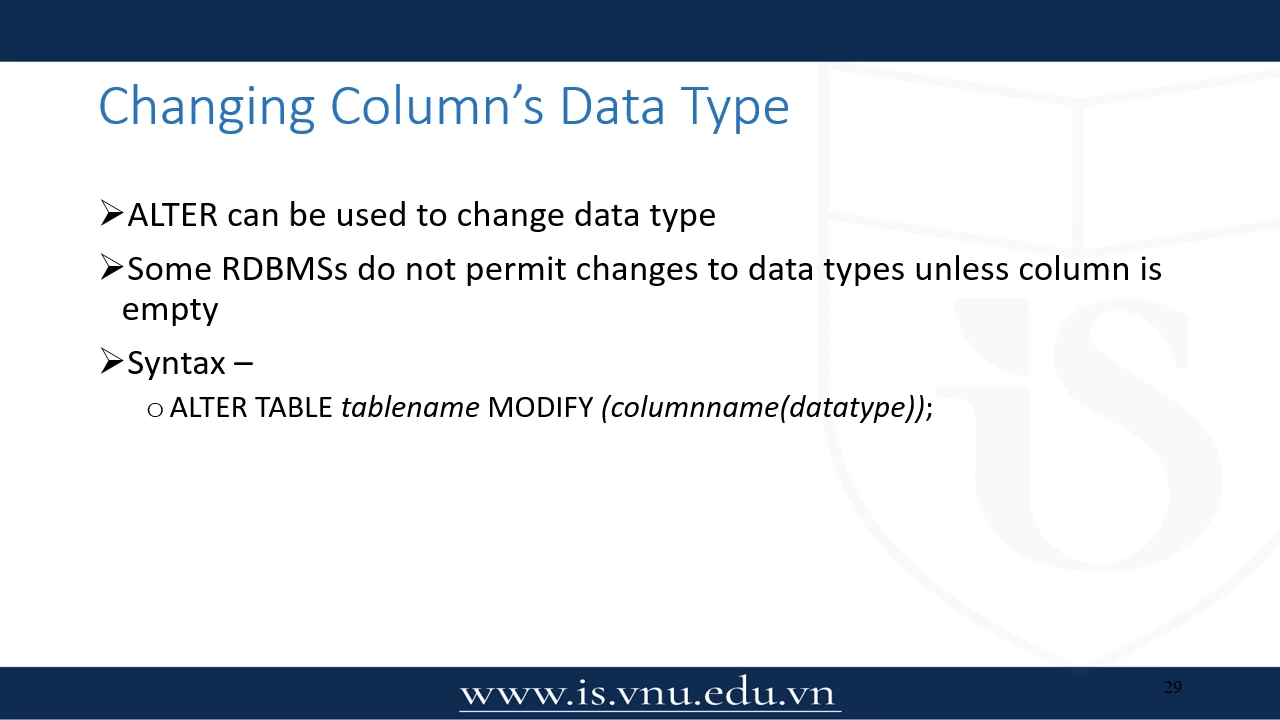 Changing Column’s Data Type
➢ALTER can be used to change data type
➢Some RDBMSs do not permit changes to data types unless column is
empty
➢Syntax –
o ALTER TABLE tablename MODIFY (columnname(datatype));
iS
www.is.vnu.edu.vn
29